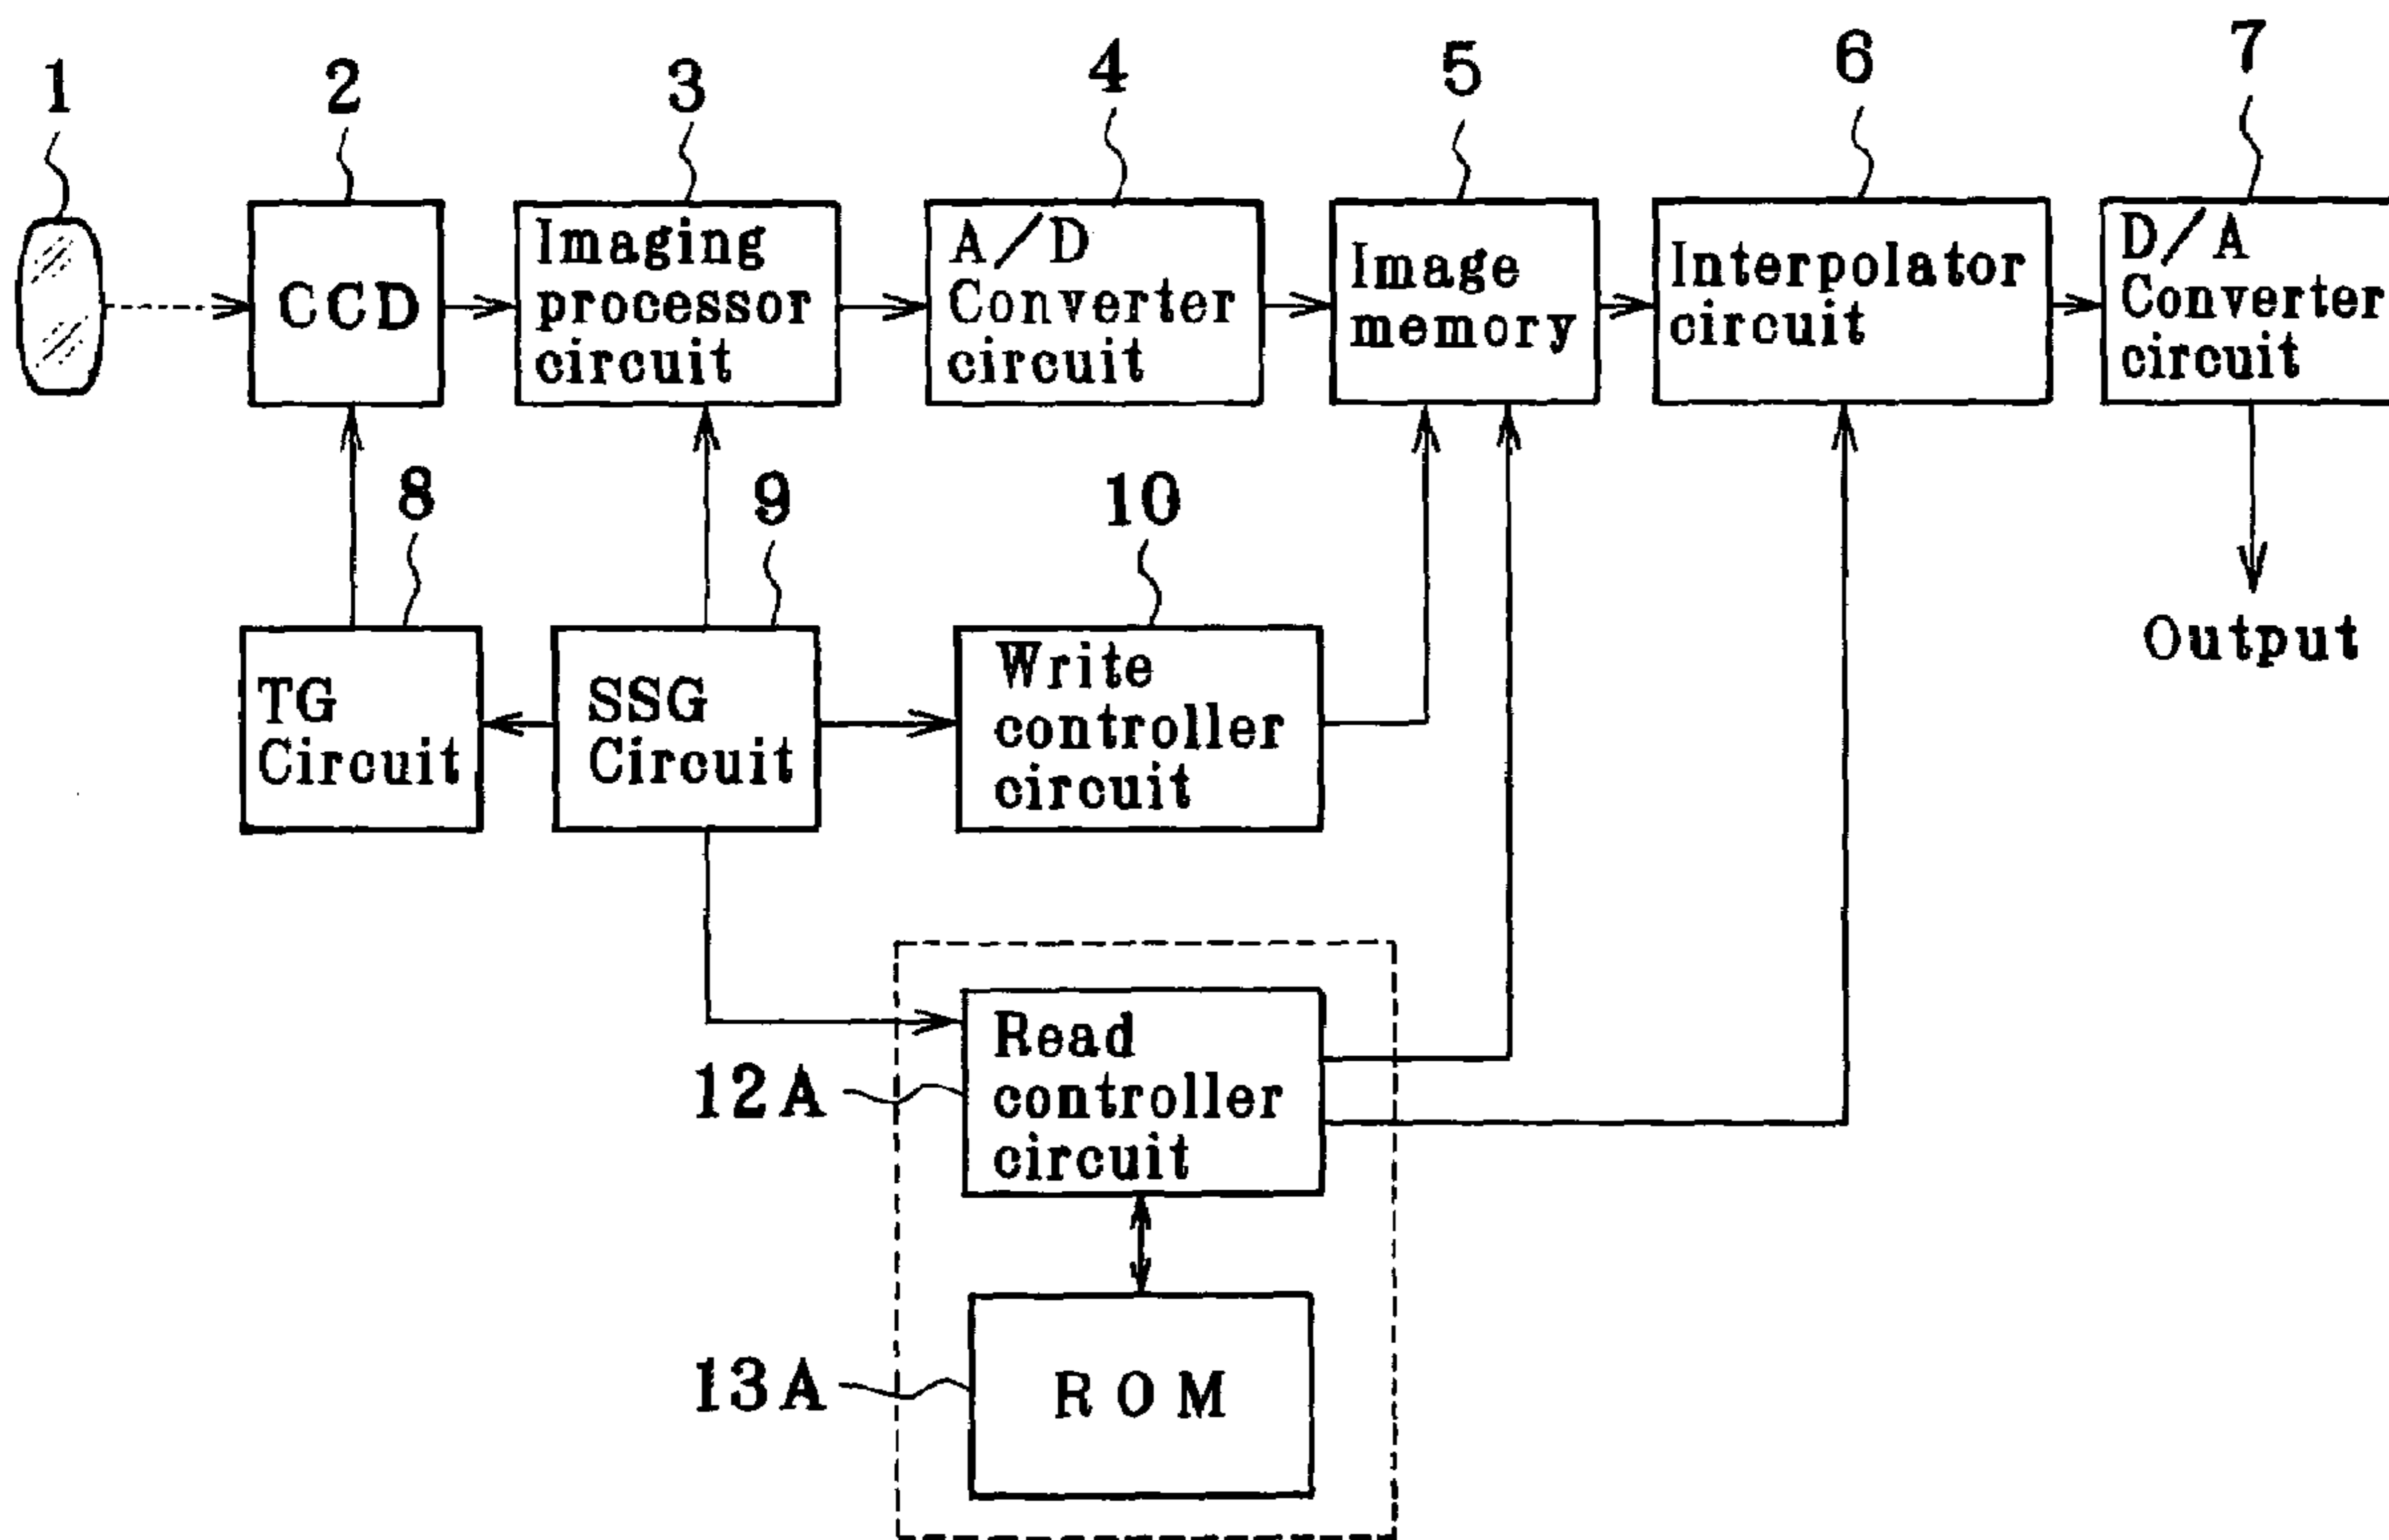 1
2
3
4
5
6
7
CCD
Imaging
processor
circuit
A/D
Converter
circuit
Image
memory
Interpolator
circuit
D/A
Converter
circuit
8
9
10
Output
TG
Circuit
SSG
Circuit
Write
controller
circuit
12A
Read
controller
circuit
13A
ROM